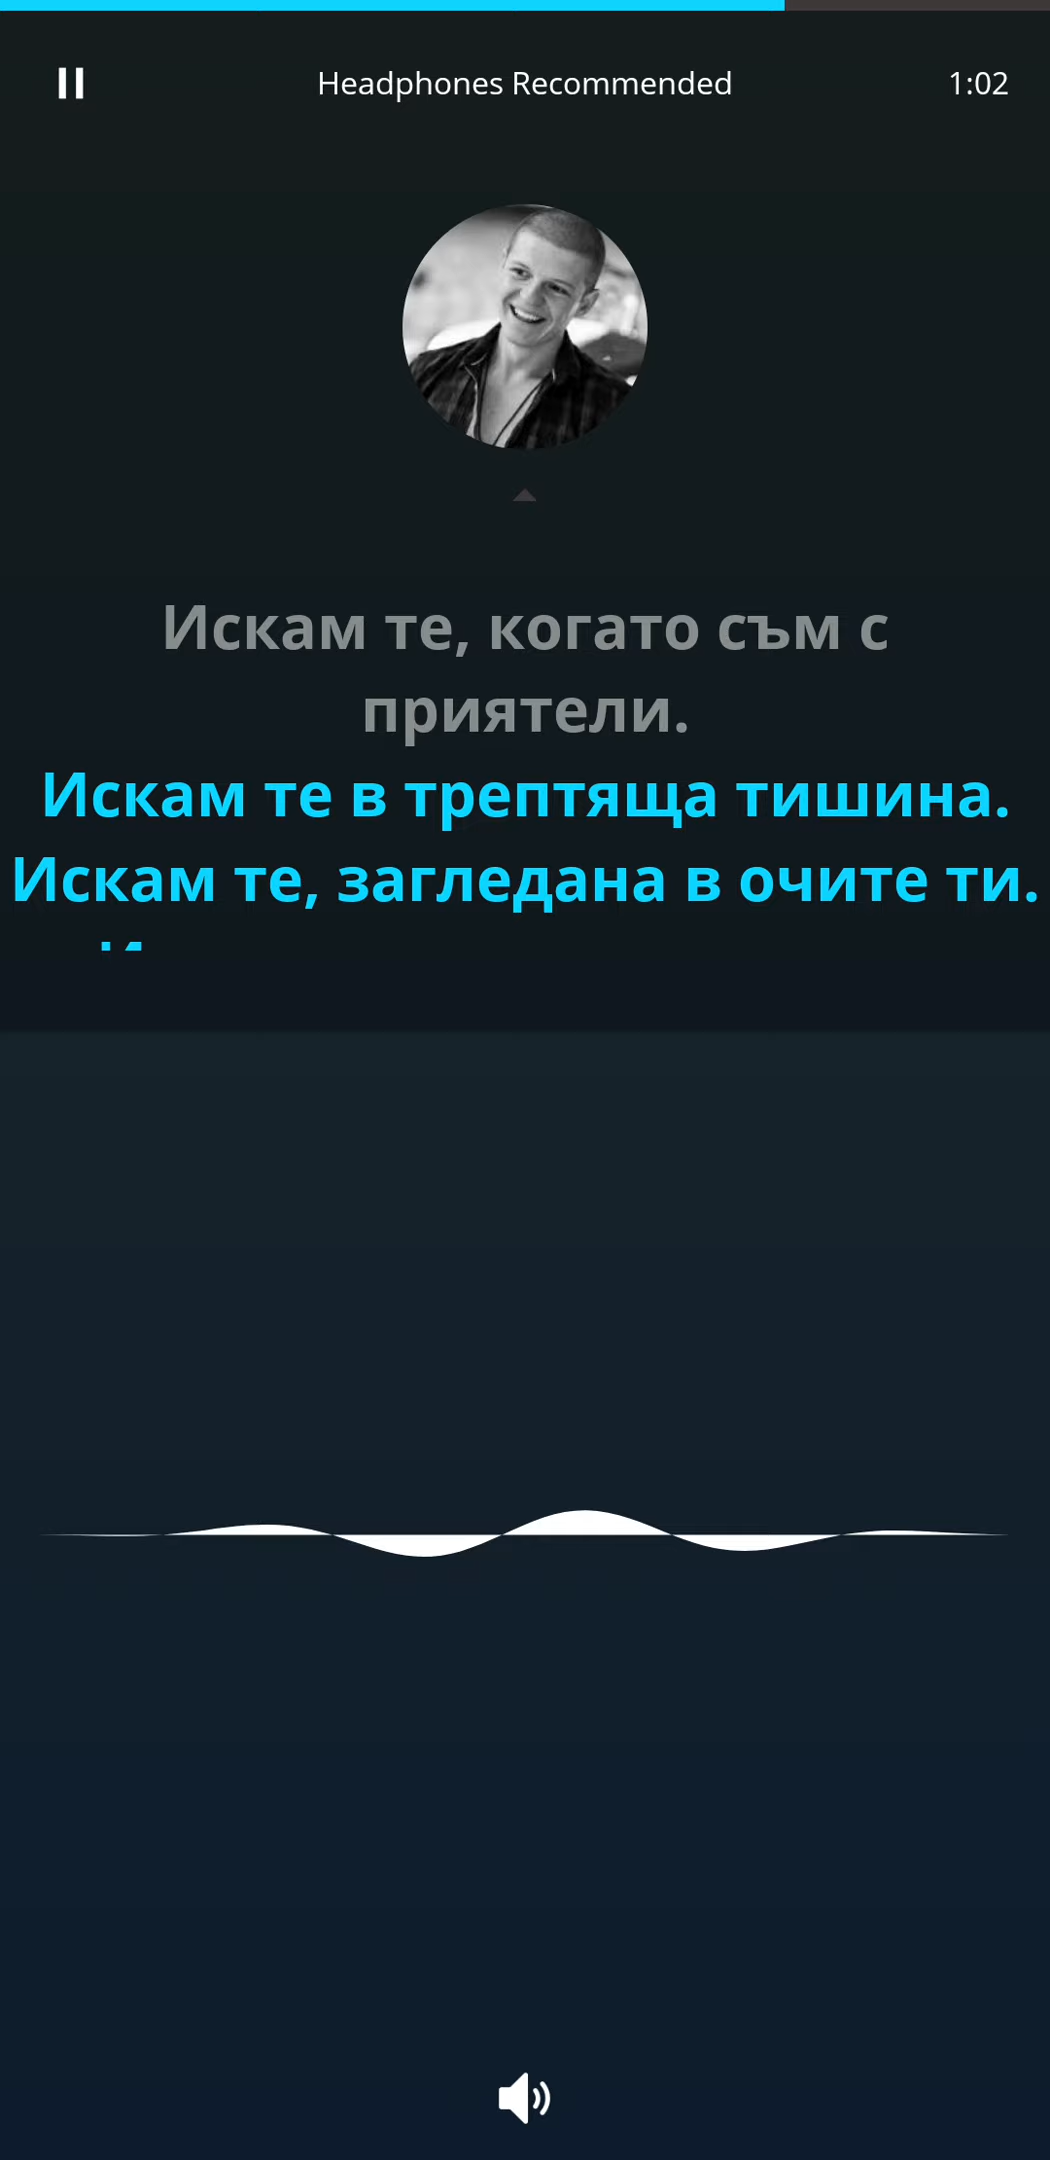 Headphones Recommended
1:02
Искам те, когато съм с
приятели.
Искам те в трептяща тишина.
Искам те, загледана в очите ти.